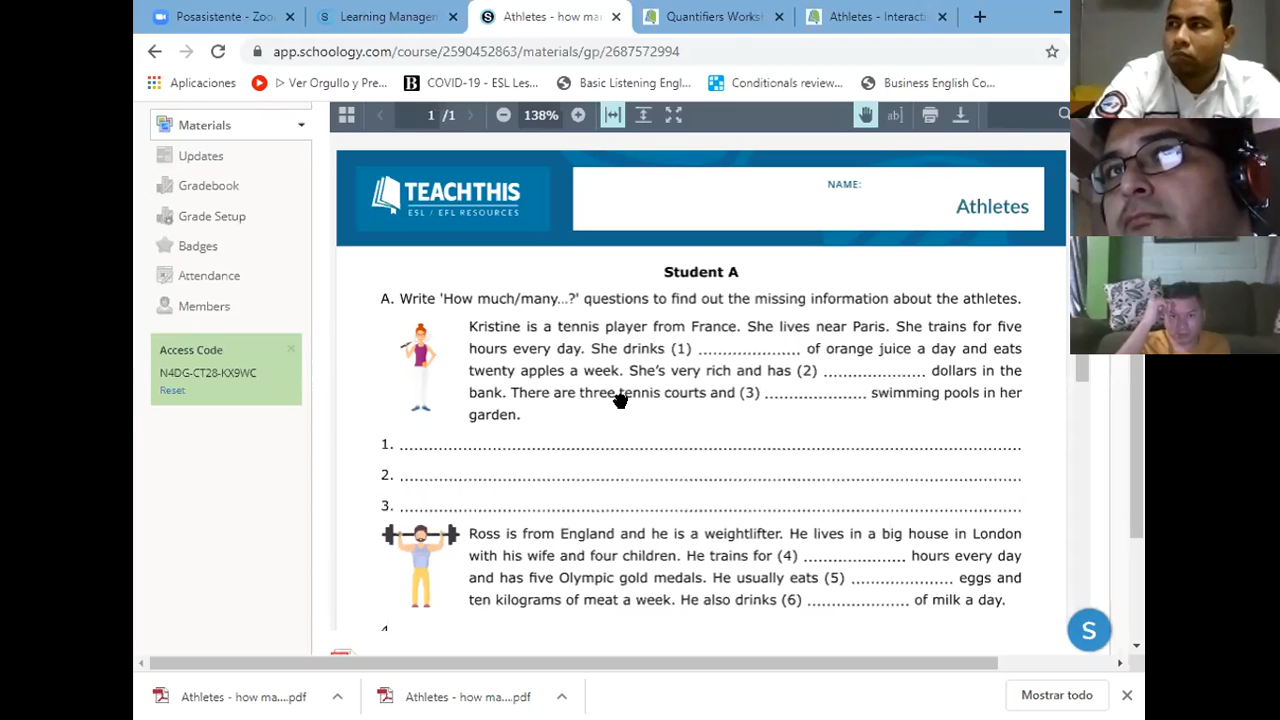 Posasistente - Zoo
Learning Managen
Athletes - how ma
Quantifiers Works
Athletes - Interacti
app.schoology.com/course/2590452863/materials/gp/2687572994
Aplicaciones
▷ Ver Orgullo y Pre...
COVID-19 - ESL Les...
Basic Listening Engl...
Conditionals review...
Business English Co...
Materials
1 /1
138%
Updates
Gradebook
Grade Setup
Badges
Attendance
Members
Access Code
N4DG-CT28-KX9WC
Reset
TEACHTHIS
ESL / EFL RESOURCES
NAME:
Athletes
Student A
A. Write 'How much/many...?' questions to find out the missing information about the athletes.
Kristine is a tennis player from France. She lives near Paris. She trains for five
hours every day. She drinks (1) .................... of orange juice a day and eats
twenty apples a week. She's very rich and has (2) .................... dollars in the
bank. There are three tennis courts and (3) .................... swimming pools in her
garden.
1. ....................
2. ....................
3. ....................
Ross is from England and he is a weightlifter. He lives in a big house in London
with his wife and four children. He trains for (4) .................... hours every day
and has five Olympic gold medals. He usually eats (5) .................... eggs and
ten kilograms of meat a week. He also drinks (6) .................... of milk a day.
S
Athletes - how ma....pdf
Athletes - how ma....pdf
Mostrar todo